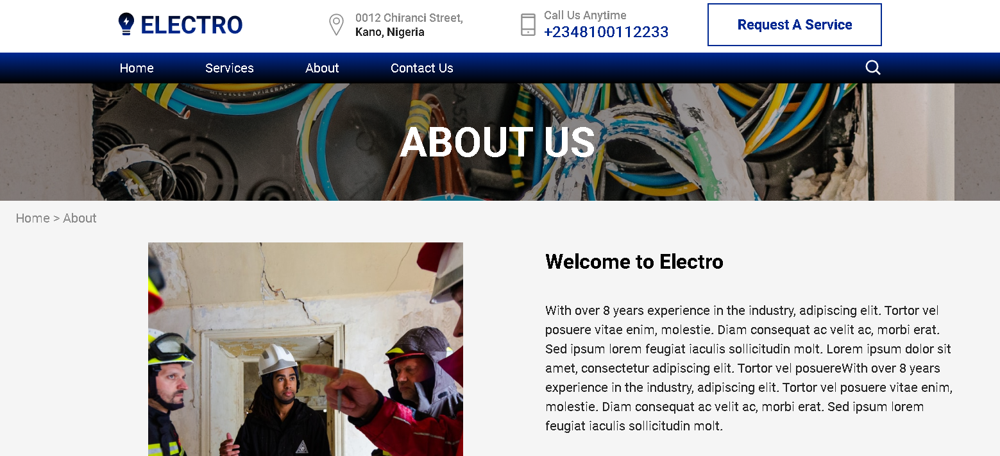 ELECTRO
0012 Chiranci Street,
Kano, Nigeria
Call Us Anytime
+2348100112233
Request A Service
Home
Services
About
Contact Us
ABOUT US
Home > About
Welcome to Electro
With over 8 years experience in the industry, adipiscing elit. Tortor vel
posuere vitae enim, molestie. Diam consequat ac velit ac, morbi erat.
Sed ipsum lorem feugiat iaculis sollicitudin molt. Lorem ipsum dolor sit
amet, consectetur adipiscing elit. Tortor vel posuereWith over 8 years
experience in the industry, adipiscing elit. Tortor vel posuere vitae enim,
molestie. Diam consequat ac velit ac, morbi erat. Sed ipsum lorem
feugiat iaculis sollicitudin molt.